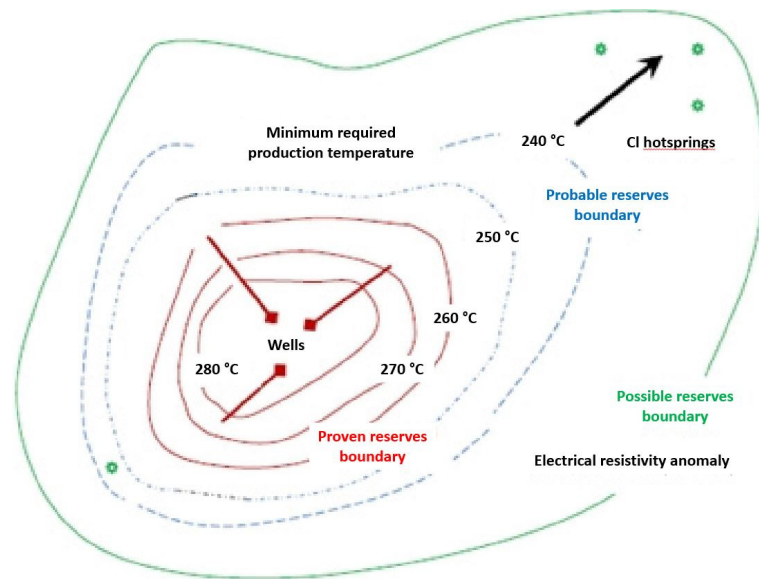 Minimum required
production temperature
240 °C
Cl hotsprings
Probable reserves
boundary
250 °C
260 °C
Wells
280 °C
270 °C
Possible reserves
boundary
Proven reserves
boundary
Electrical resistivity anomaly